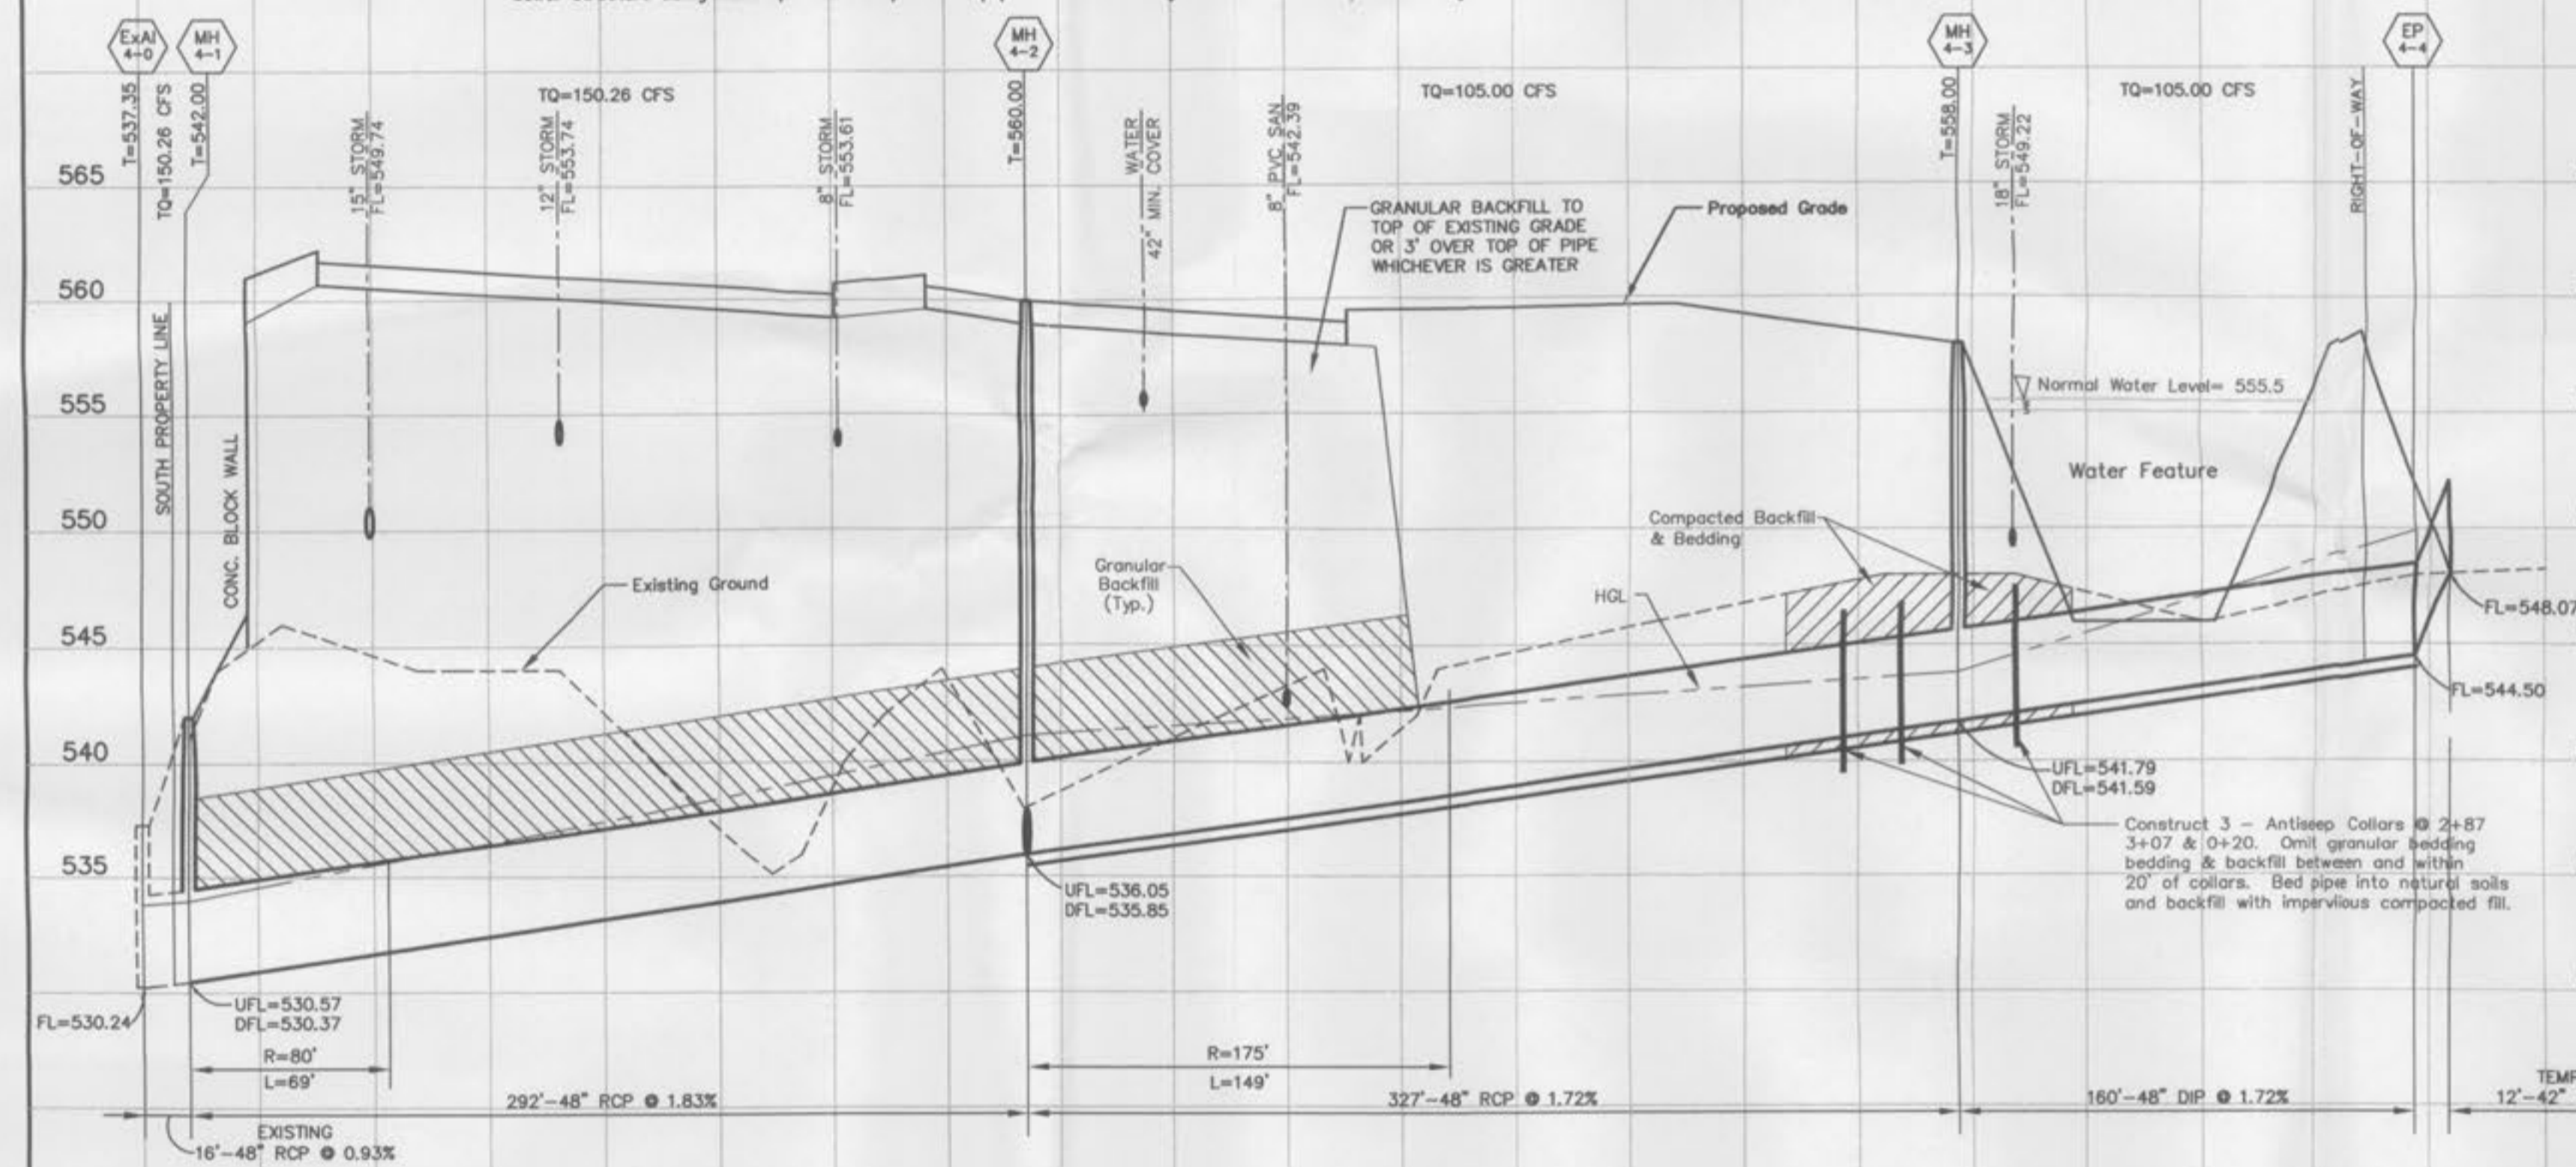 ExAI
4-0
MH
4-1
MH
4-2
MH
4-3
EP
4-4
T=537.35
TQ=150.26 CFS
T=542.00
TQ=150.26 CFS
T=560.00
TQ=105.00 CFS
T=558.00
TQ=105.00 CFS
RIGHT-OF-WAY
15" STORM
FL=549.74
12" STORM
FL=553.74
8" STORM
FL=553.61
WATER
42" MIN. COVER
8" PVC SAN
FL=542.39
18" STORM
FL=549.22
565
560
555
550
545
540
535
SOUTH PROPERTY LINE
CONC. BLOCK WALL
GRANULAR BACKFILL TO
TOP OF EXISTING GRADE
OR 3' OVER TOP OF PIPE
WHICHEVER IS GREATER
Proposed Grade
Normal Water Level= 555.5
Water Feature
Compacted Backfill
& Bedding
Existing Ground
Granular
Backfill
(Typ.)
HGL
FL=548.07
FL=544.50
UFL=541.79
DFL=541.59
Construct 3 - Antiseep Collars @ 2+87
3+07 & 0+20. Omit granular bedding
bedding & backfill between and within
20' of collars. Bed pipe into natural soils
and backfill with imperviious compacted fill.
UFL=536.05
DFL=535.85
UFL=530.57
DFL=530.37
FL=530.24
R=80'
L=69'
R=175'
L=149'
292'-48" RCP @ 1.83%
327'-48" RCP @ 1.72%
160'-48" DIP @ 1.72%
12'-42"
EXISTING
16'-48" RCP @ 0.93%